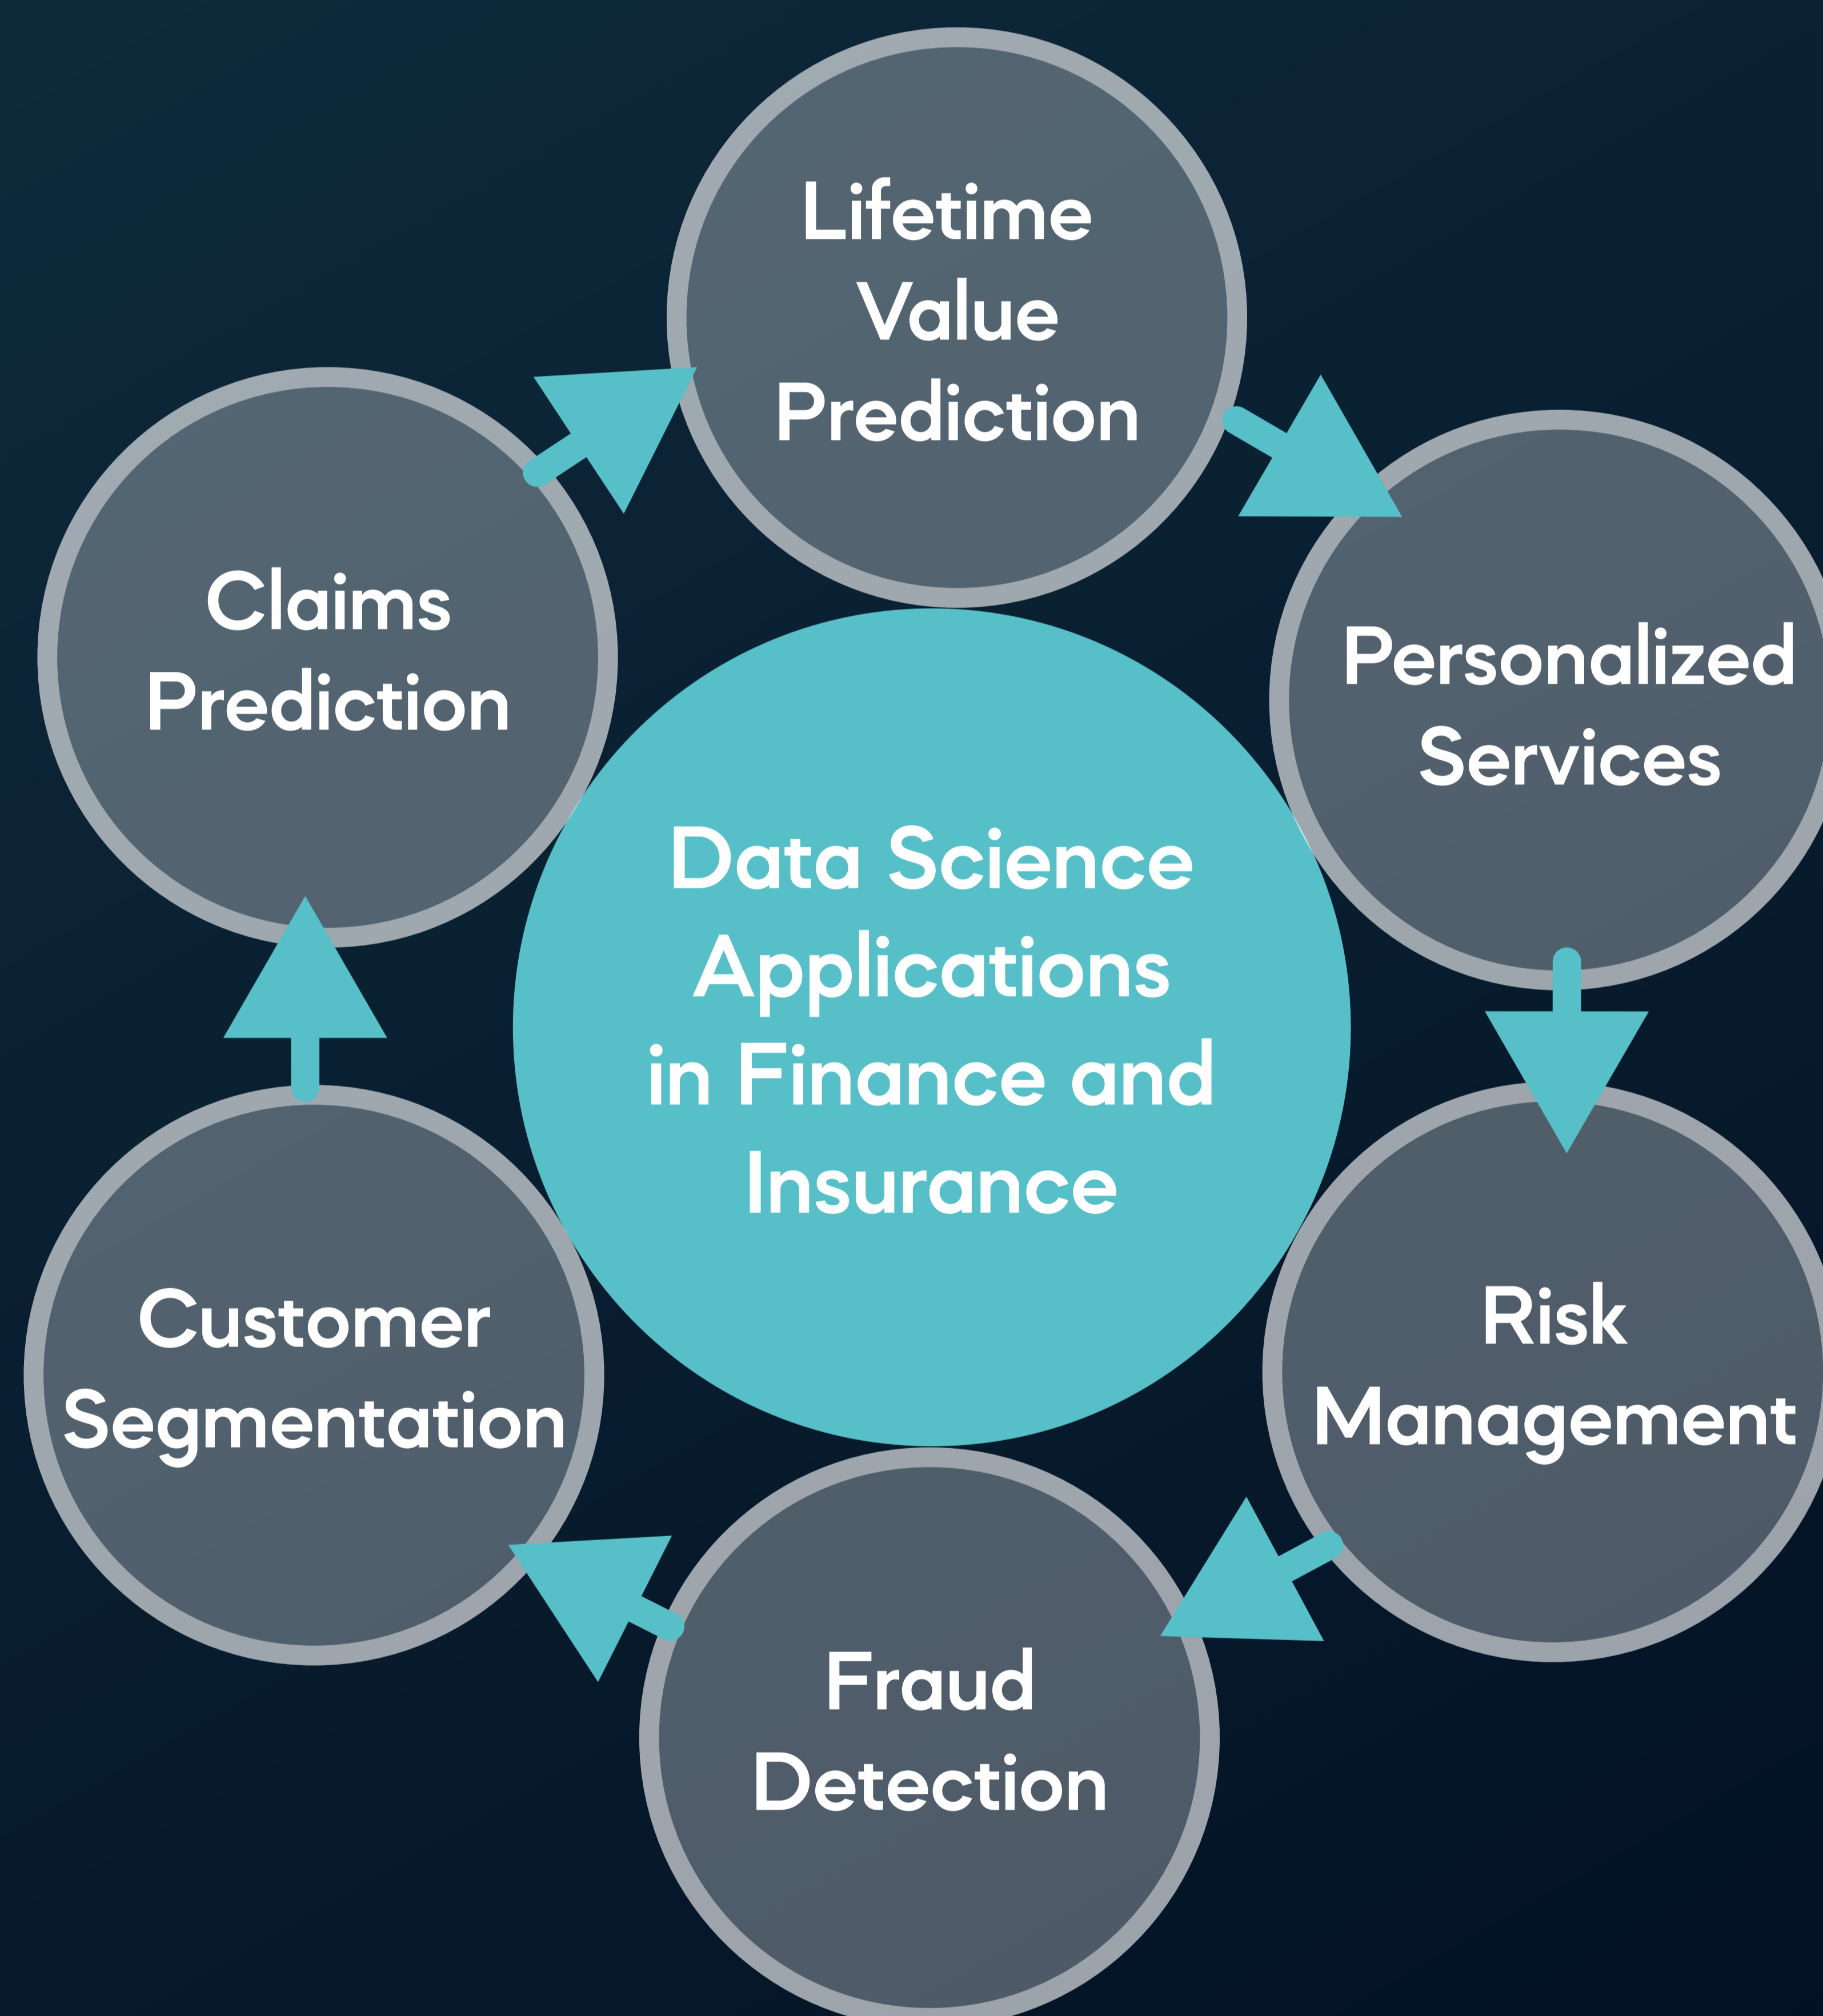 Lifetime
Value
Prediction
Personalized
Services
Risk
Management
Fraud
Detection
Customer
Segmentation
Claims
Prediction
Data Science
Applications
in Finance and
Insurance